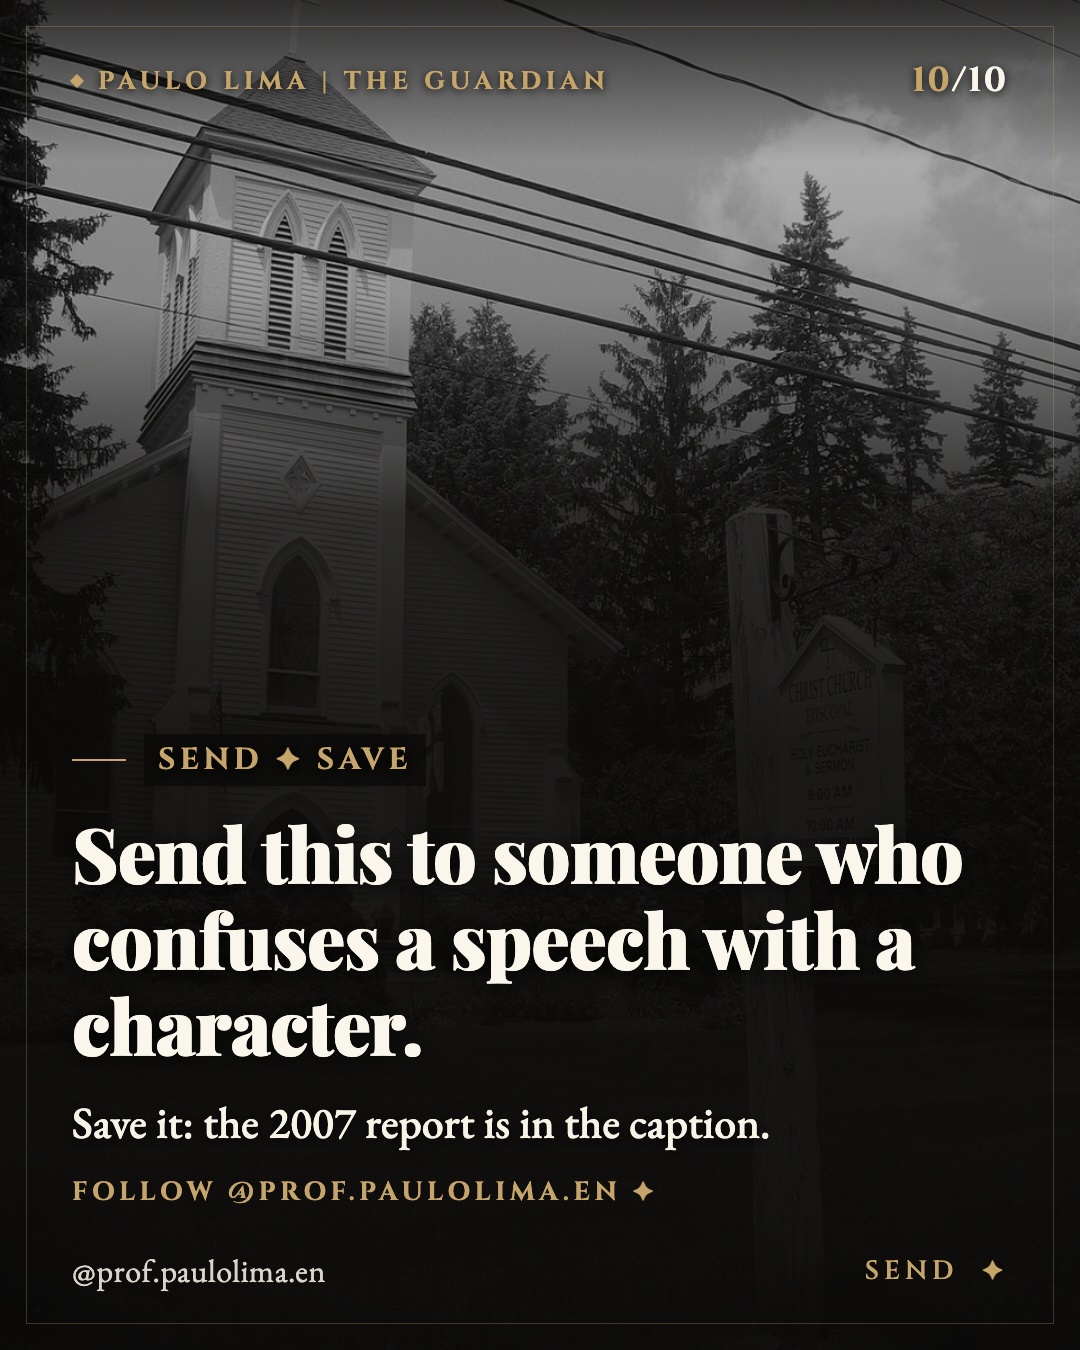 ◆ PAULO LIMA | THE GUARDIAN
10/10
CHRIST CHURCH
EPISCOPAL
HOLY EUCHARIST
& SERMON
8:00 AM
10:00 AM
SEND ✦ SAVE
Send this to someone who
confuses a speech with a
character.
Save it: the 2007 report is in the caption.
FOLLOW @PROF.PAULOLIMA.EN ✦
@prof.paulolima.en
SEND ✦